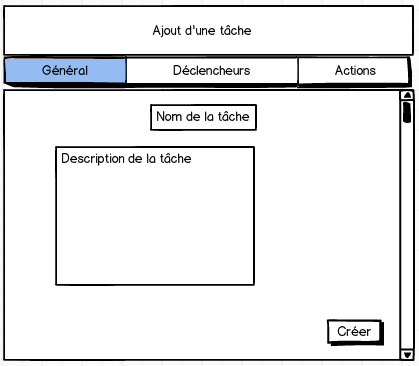 Ajout d'une tâche
Général Déclencheurs Actions
Nom de la tâche
Description de la tâche
Créer